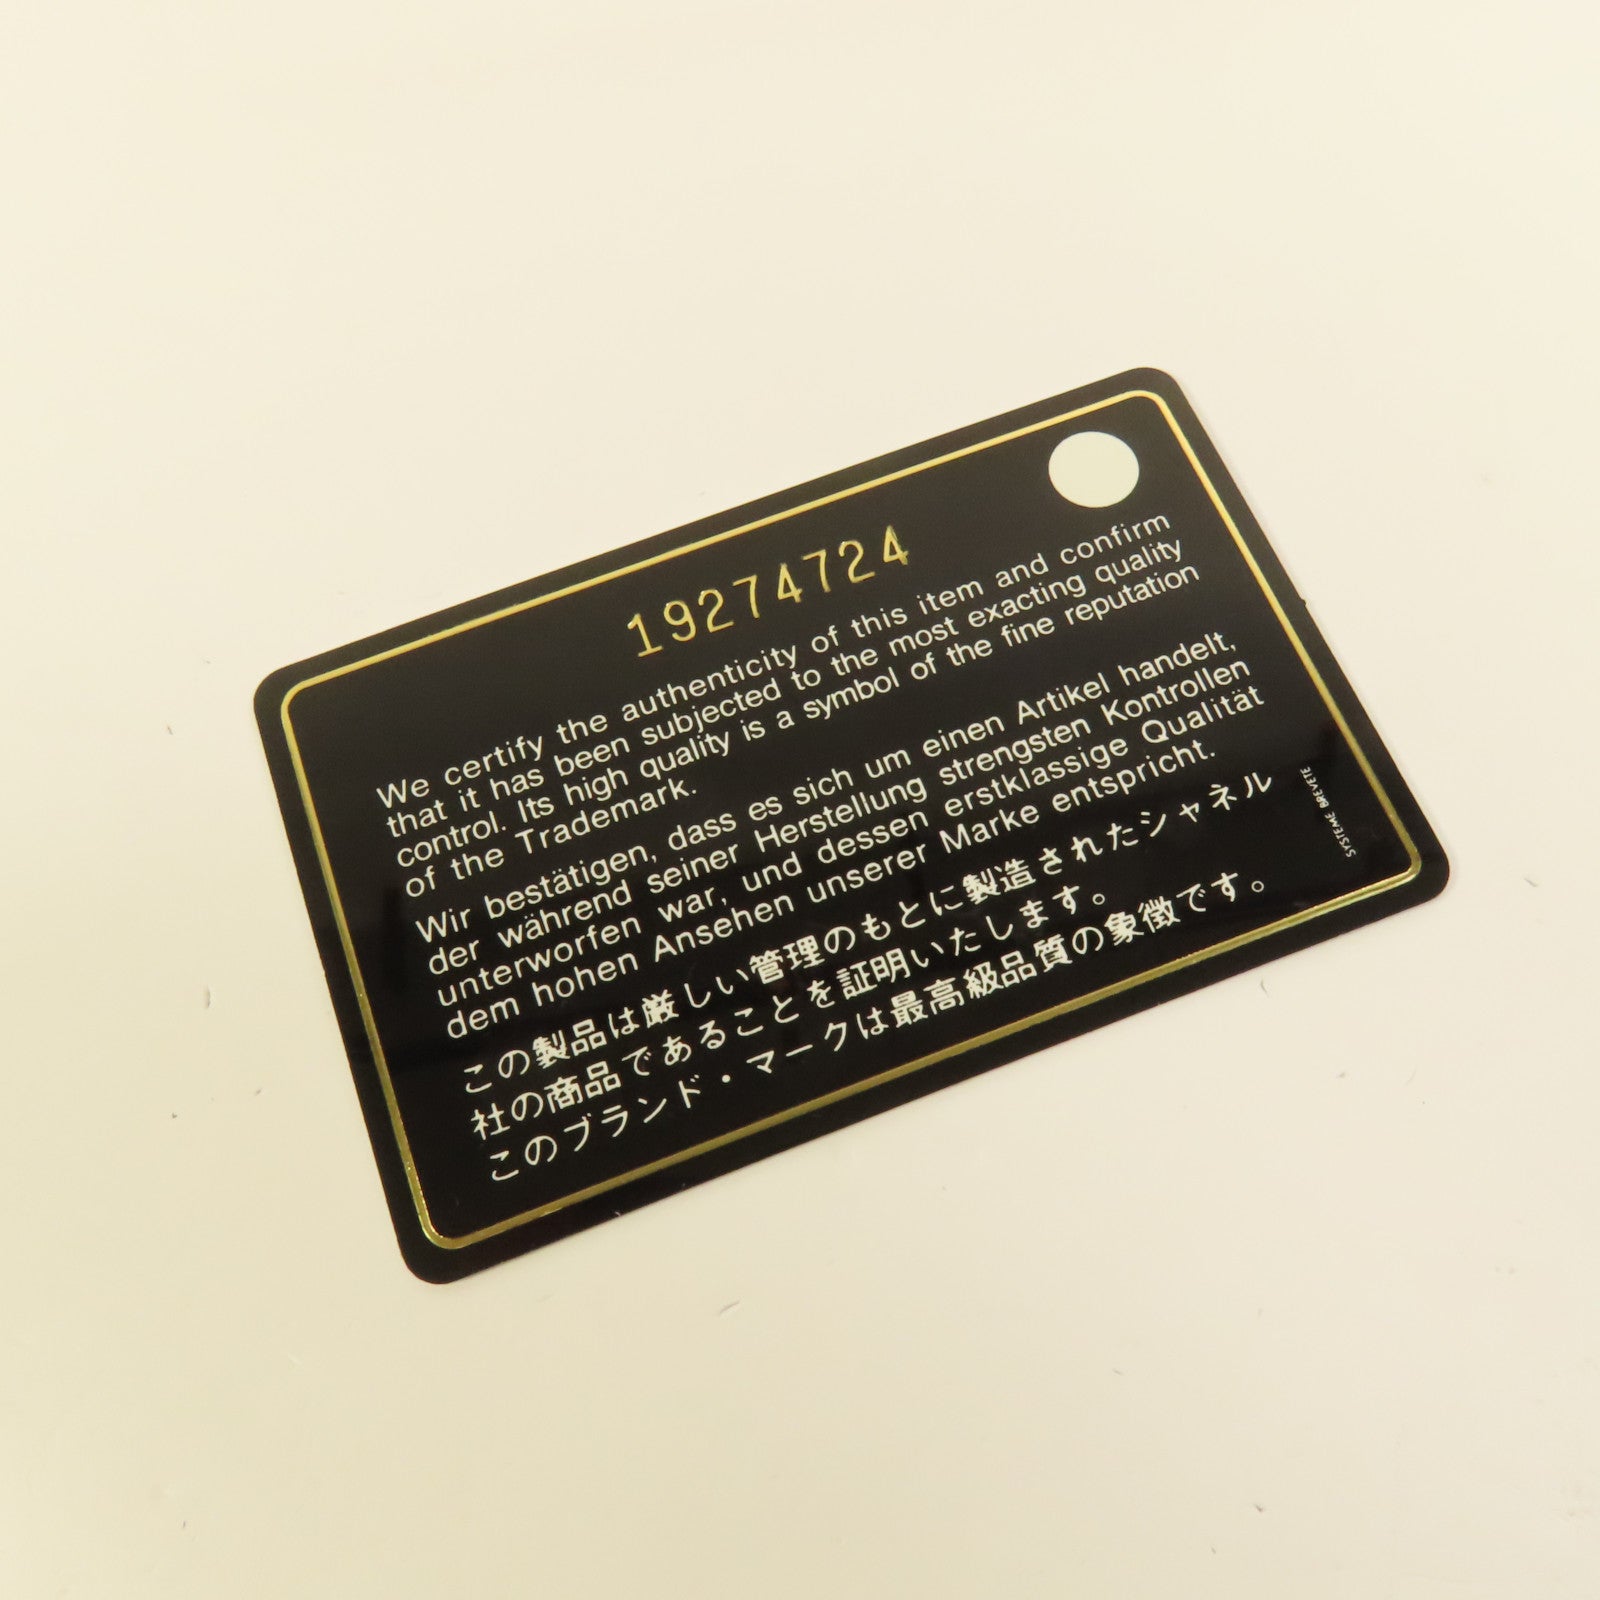 19274724
We certify the authenticity of this item and confirm
that it has been subjected to the most exacting quality
control. Its high quality is a symbol of the fine reputation
of the Trademark.
Wir bestätigen, dass es sich um einen Artikel handelt,
der während seiner Herstellung strengsten Kontrollen
unterworfen war, und dessen erstklassige Qualität
dem hohen Ansehen unserer Marke entspricht.
この製品は厳しい管理のもとに製造されたシャネル
社の商品であることを証明いたします。
このブランド・マークは最高級品質の象徴です。
SYSTEME BREVETE